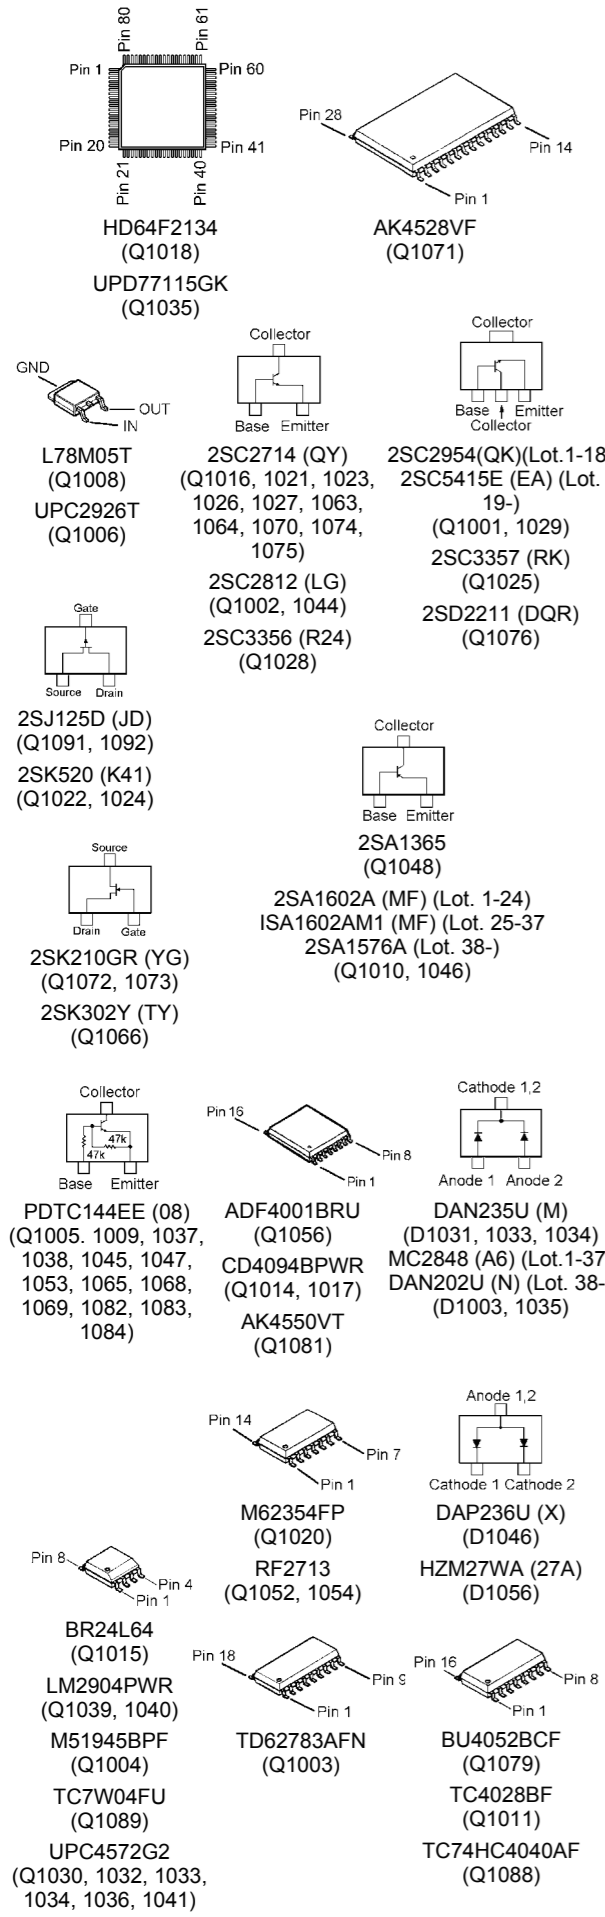 Pin 80
Pin 61
Pin 1
Pin 60
Pin 20
Pin 41
Pin 21
Pin 40
HD64F2134
(Q1018)
UPD77115GK
(Q1035)
Pin 28
Pin 14
Pin 1
AK4528VF
(Q1071)
GND
OUT
IN
L78M05T
(Q1008)
UPC2926T
(Q1006)
Collector
Base Emitter
2SC2714 (QY)
(Q1016, 1021, 1023,
1026, 1027, 1063,
1064, 1070, 1074,
1075)
2SC2812 (LG)
(Q1002, 1044)
2SC3356 (R24)
(Q1028)
Collector
Base Emitter
Collector
2SC2954(QK)(Lot.1-18
2SC5415E (EA) (Lot.
19-)
(Q1001, 1029)
2SC3357 (RK)
(Q1025)
2SD2211 (DQR)
(Q1076)
Gate
Source Drain
2SJ125D (JD)
(Q1091, 1092)
2SK520 (K41)
(Q1022, 1024)
Collector
Base Emitter
2SA1365
(Q1048)
2SA1602A (MF) (Lot. 1-24)
ISA1602AM1 (MF) (Lot. 25-37
2SA1576A (Lot. 38-)
(Q1010, 1046)
Source
Drain Gate
2SK210GR (YG)
(Q1072, 1073)
2SK302Y (TY)
(Q1066)
Collector
47k
47k
Base Emitter
PDTC144EE (08)
(Q1005. 1009, 1037,
1038, 1045, 1047,
1053, 1065, 1068,
1069, 1082, 1083,
1084)
Pin 16
Pin 8
Pin 1
ADF4001BRU
(Q1056)
CD4094BPWR
(Q1014, 1017)
AK4550VT
(Q1081)
Cathode 1,2
Anode 1 Anode 2
DAN235U (M)
(D1031, 1033, 1034)
MC2848 (A6) (Lot.1-37
DAN202U (N) (Lot. 38-
(D1003, 1035)
Pin 14
Pin 7
Pin 1
M62354FP
(Q1020)
RF2713
(Q1052, 1054)
Anode 1,2
Cathode 1 Cathode 2
DAP236U (X)
(D1046)
HZM27WA (27A)
(D1056)
Pin 8
Pin 4
Pin 1
BR24L64
(Q1015)
LM2904PWR
(Q1039, 1040)
M51945BPF
(Q1004)
TC7W04FU
(Q1089)
UPC4572G2
(Q1030, 1032, 1033,
1034, 1036, 1041)
Pin 18
Pin 9
Pin 1
TD62783AFN
(Q1003)
Pin 16
Pin 8
Pin 1
BU4052BCF
(Q1079)
TC4028BF
(Q1011)
TC74HC4040AF
(Q1088)